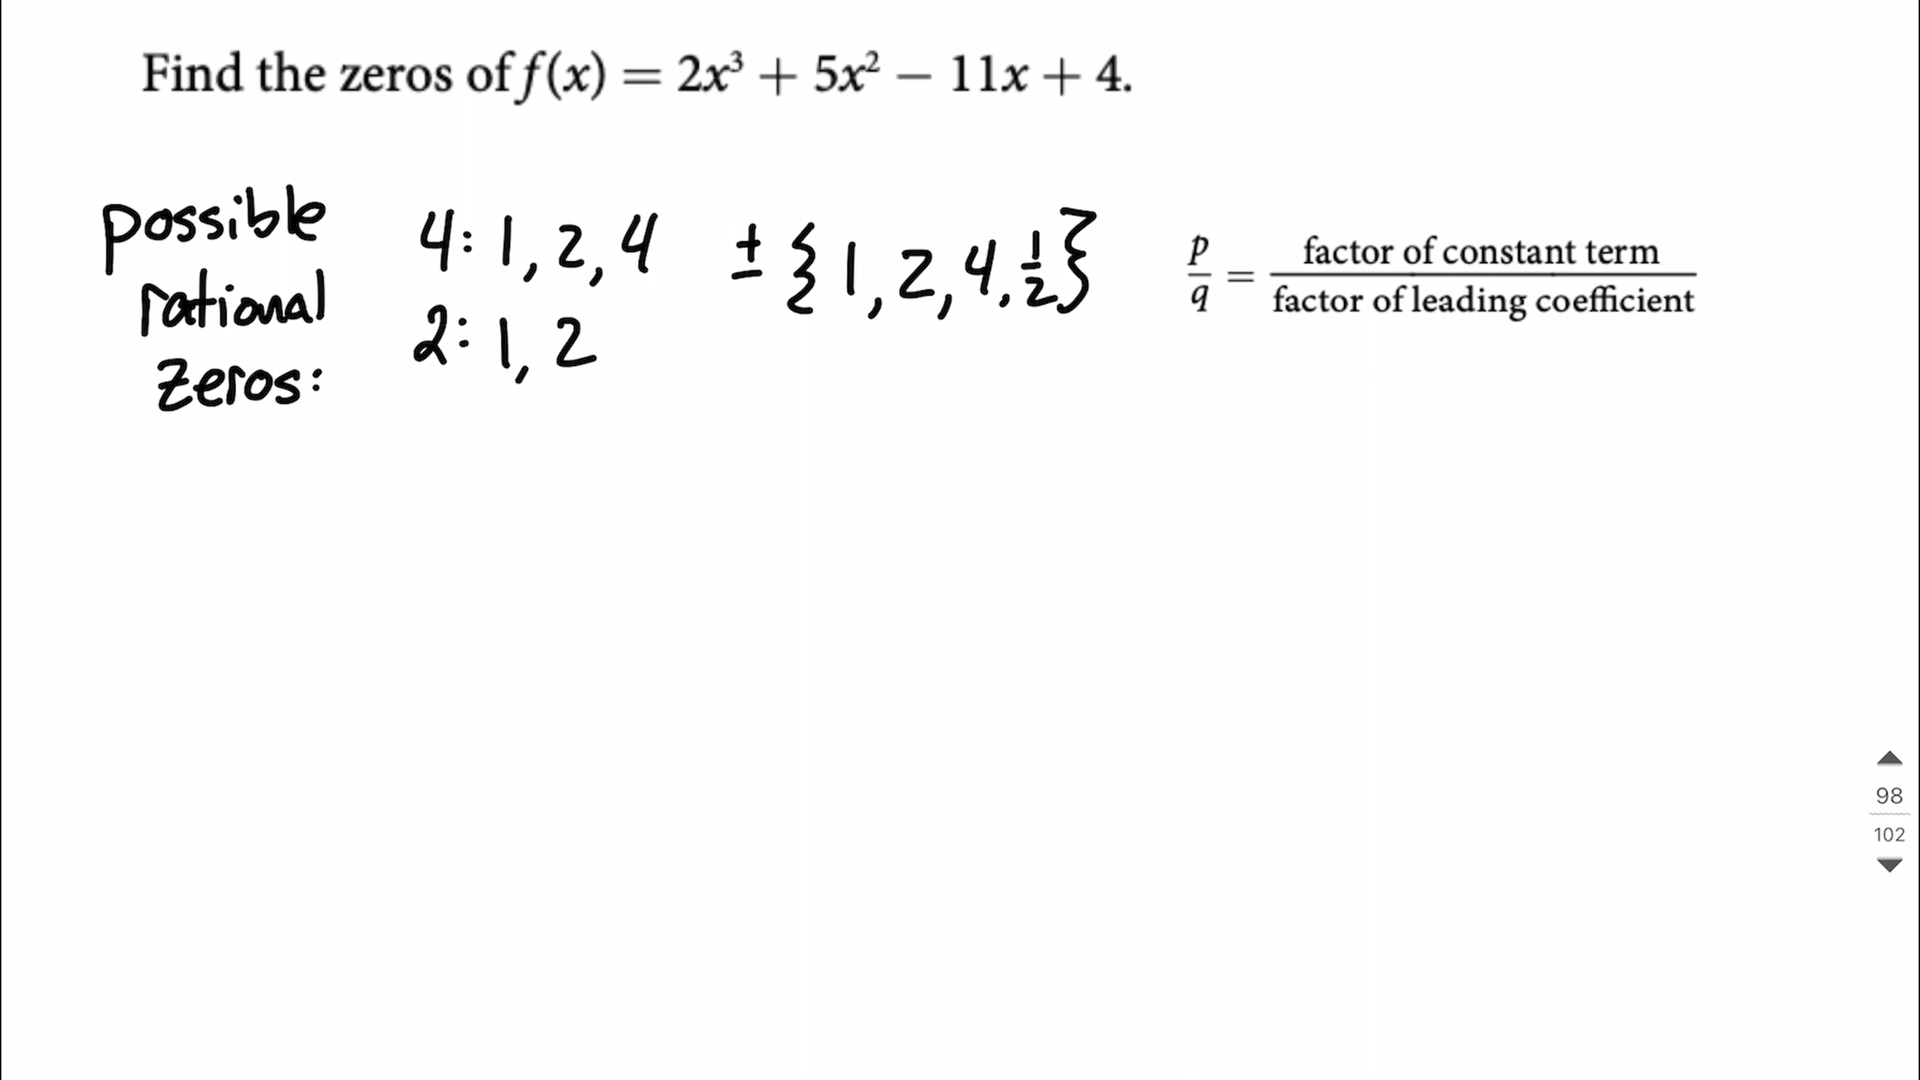 Find the zeros of f(x) = 2x³ + 5x² − 11x + 4.
possible
rational
zeros:
4: 1, 2, 4
2: 1, 2
± {1, 2, 4, 1/2}
p/q = factor of constant term / factor of leading coefficient
98
102